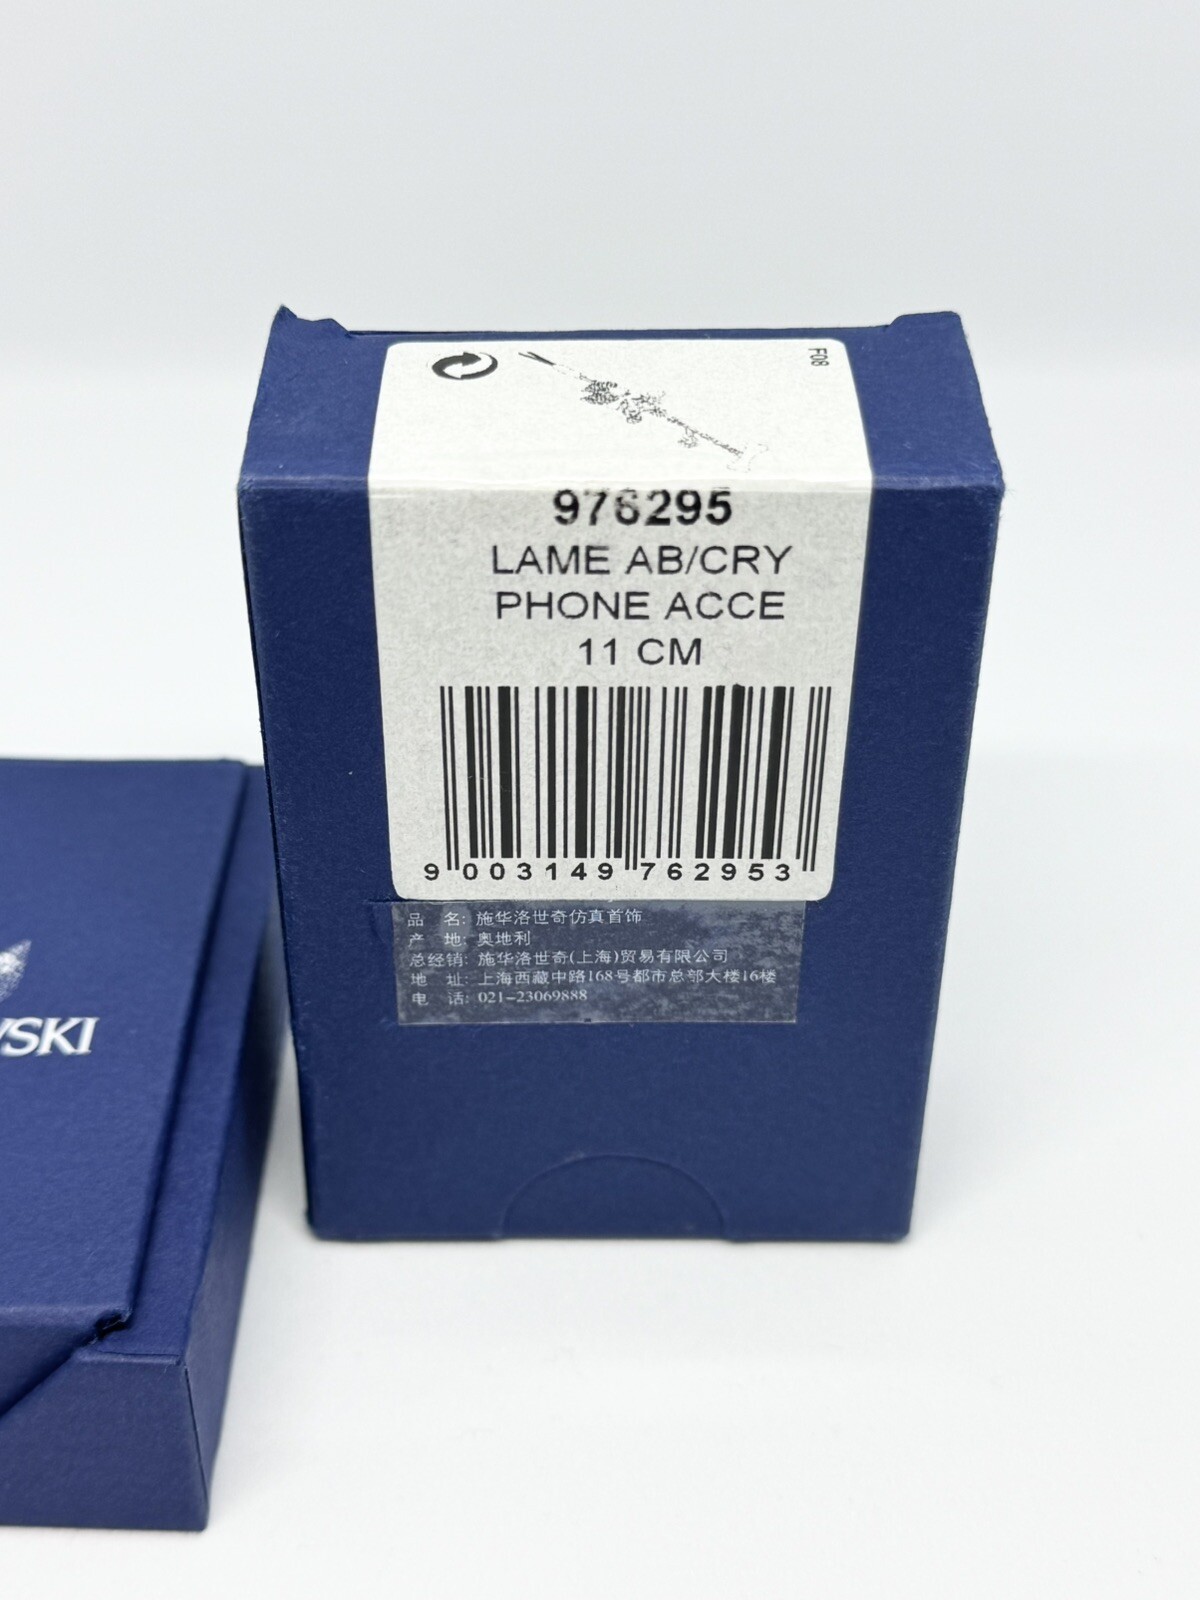 F08
976295
LAME AB/CRY
PHONE ACCE
11 CM
9 003149 762953
品 名: 施华洛世奇仿真首饰
产 地: 奥地利
总经销: 施华洛世奇(上海)贸易有限公司
地 址: 上海西藏中路168号都市总部大楼16楼
电 话: 021-23069888
SKI